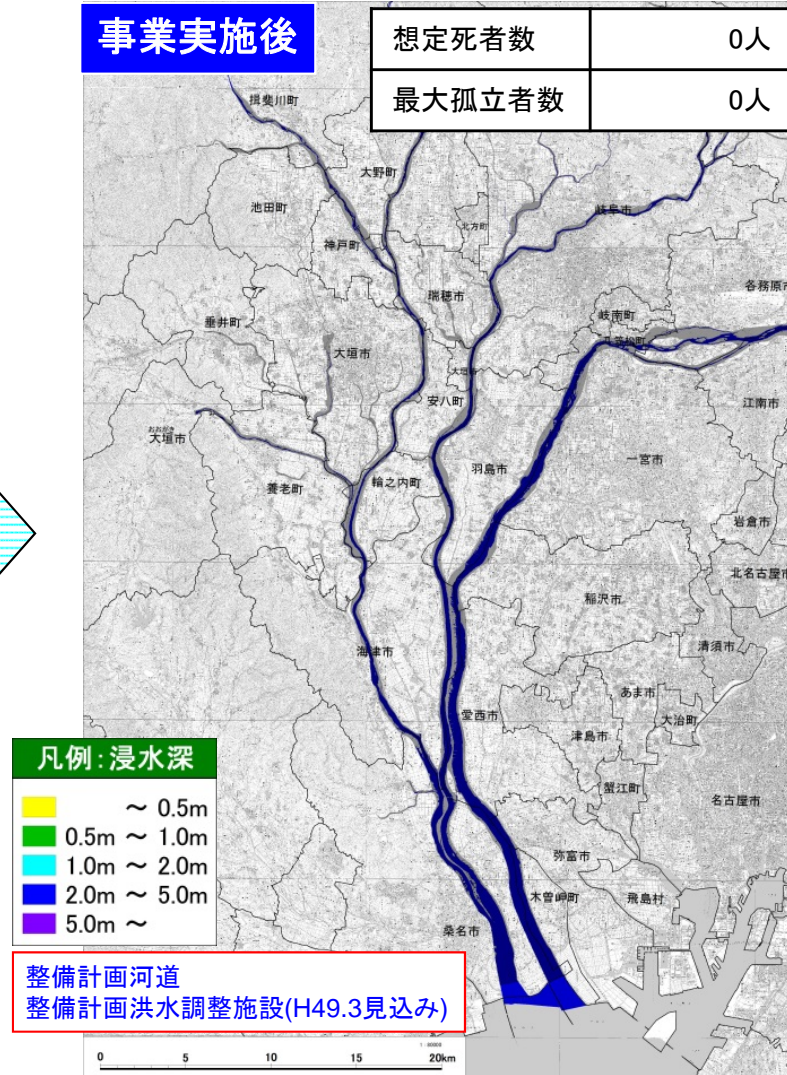 事業実施後
想定死者数 0人
最大孤立者数 0人
揖斐川町
大野町
池田町
北方町
岐阜市
神戸町
瑞穂市
各務原市
岐南町
垂井町
大垣市
笠松町
大垣市
安八町
江南市
おおがき
大垣市
羽島市
一宮市
養老町
輪之内町
岩倉市
北名古屋市
稲沢市
清須市
海津市
あま市
愛西市
大治町
津島市
蟹江町
名古屋市
弥富市
木曽岬町
飛島村
桑名市
凡例:浸水深
～ 0.5m
0.5m ～ 1.0m
1.0m ～ 2.0m
2.0m ～ 5.0m
5.0m ～
整備計画河道
整備計画洪水調整施設(H49.3見込み)
0 5 10 15 20km